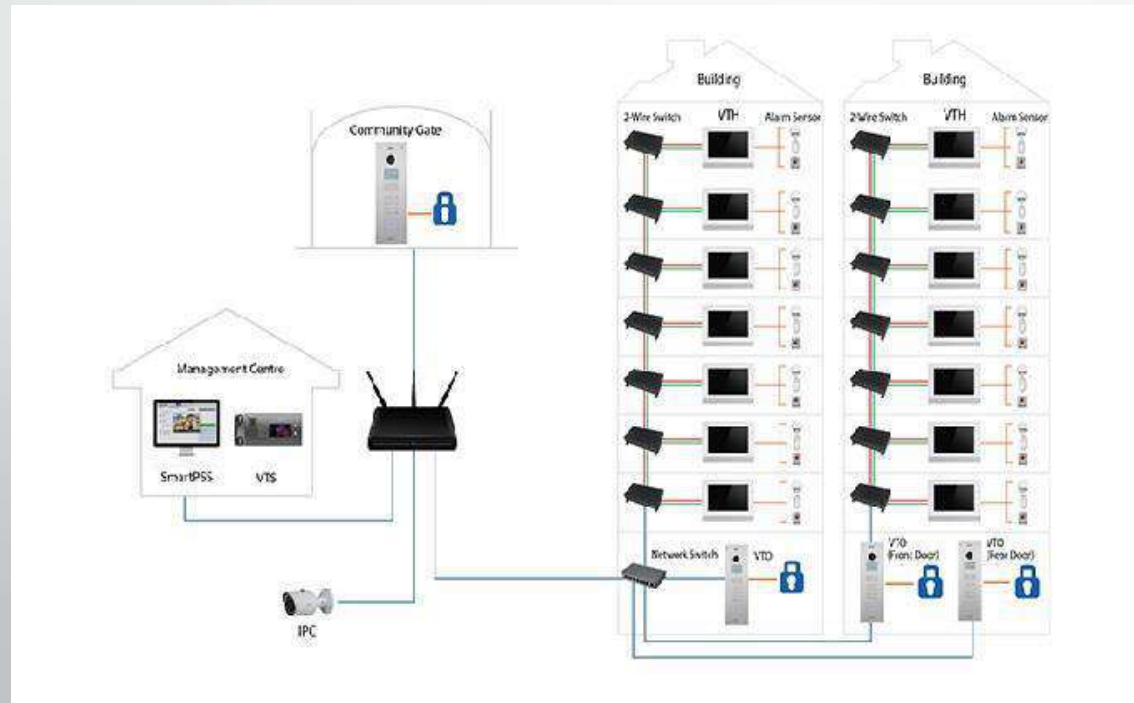 Building
Building
2-Wire Switch
VTH
Alarm Sensor
2-Wire Switch
VTH
Alarm Sensor
Community Gate
Management Centre
SmartPSS
VTS
Network Switch
VTO
VTO
(Front Door)
VTO
(Rear Door)
IPC